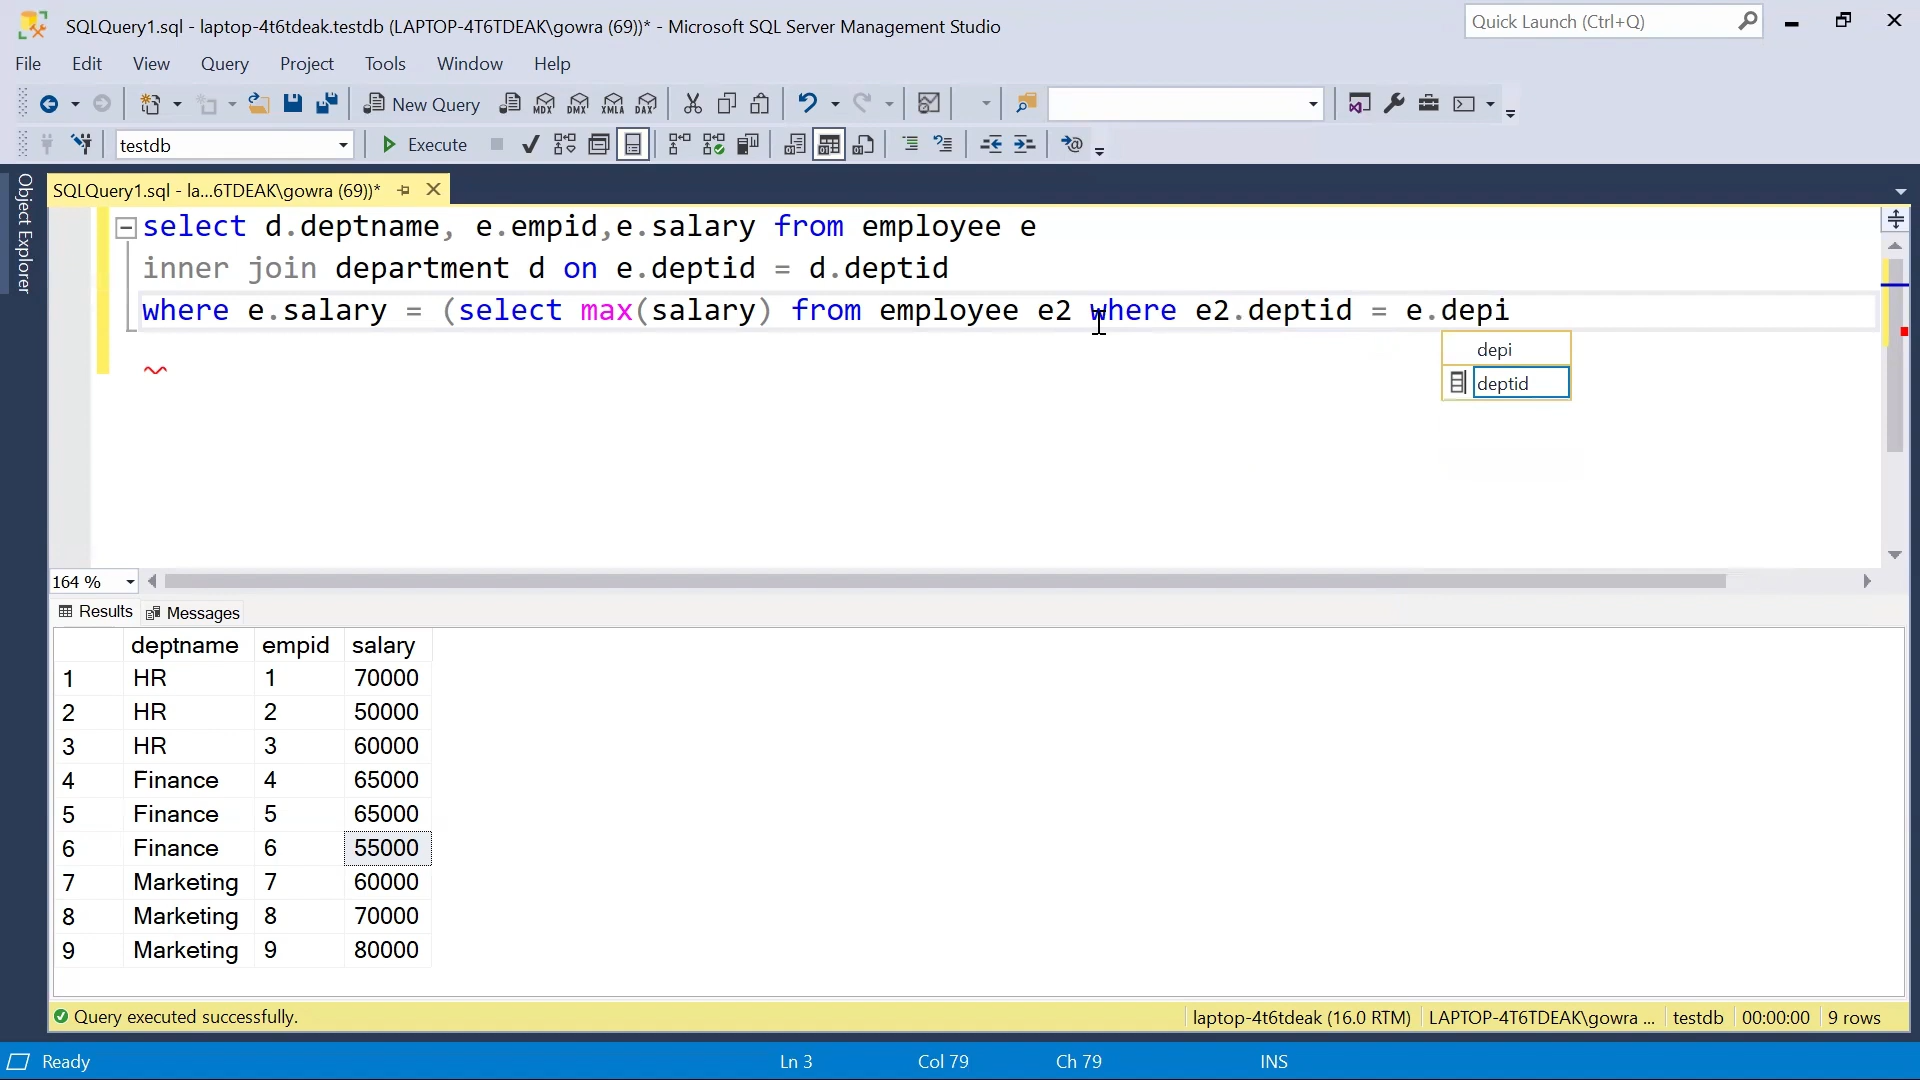 SQLQuery1.sql - laptop-4t6tdeak.testdb (LAPTOP-4T6TDEAK\gowra (69))* - Microsoft SQL Server Management Studio
Quick Launch (Ctrl+Q)
File Edit View Query Project Tools Window Help
New Query MDX DMX XMLA DAX
testdb Execute
Object Explorer
SQLQuery1.sql - la...6TDEAK\gowra (69))*
select d.deptname, e.empid,e.salary from employee e
inner join department d on e.deptid = d.deptid
where e.salary = (select max(salary) from employee e2 where e2.deptid = e.depi
depi
deptid
164 %
Results Messages
deptname empid salary
1 HR 1 70000
2 HR 2 50000
3 HR 3 60000
4 Finance 4 65000
5 Finance 5 65000
6 Finance 6 55000
7 Marketing 7 60000
8 Marketing 8 70000
9 Marketing 9 80000
Query executed successfully. laptop-4t6tdeak (16.0 RTM) LAPTOP-4T6TDEAK\gowra ... testdb 00:00:00 9 rows
Ready Ln 3 Col 79 Ch 79 INS